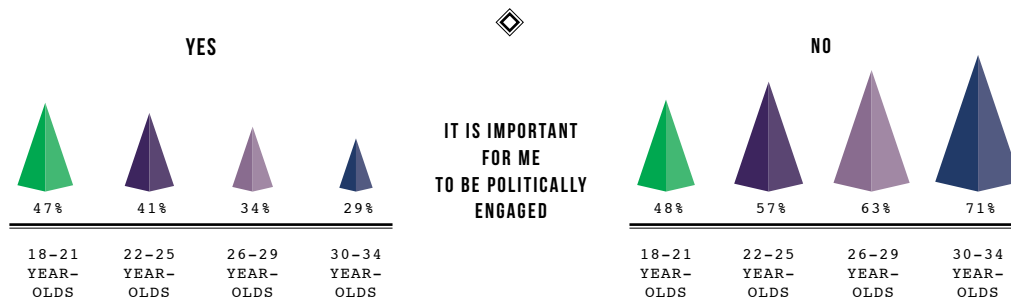 YES
47% 41% 34% 29%
18–21 22–25 26–29 30–34
YEAR– YEAR– YEAR– YEAR–
OLDS OLDS OLDS OLDS
IT IS IMPORTANT
FOR ME
TO BE POLITICALLY
ENGAGED
NO
48% 57% 63% 71%
18–21 22–25 26–29 30–34
YEAR– YEAR– YEAR– YEAR–
OLDS OLDS OLDS OLDS